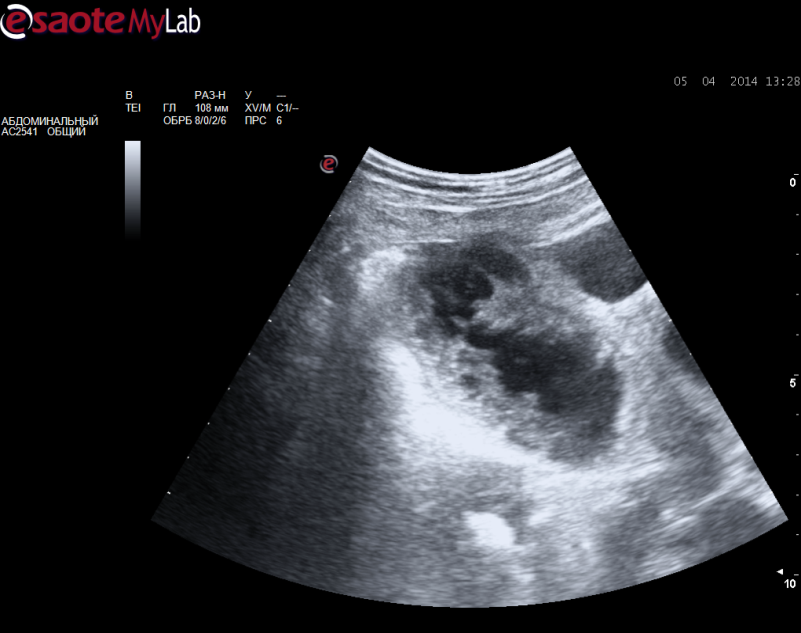 esaote MyLab
05 04 2014 13:28
В РАЗ-Н У —
TEI ГЛ 108 мм XV/M C1/--
ОБРБ 8/0/2/6 ПРС 6
АБДОМИНАЛЬНЫЙ
AC2541 ОБЩИЙ
e
0
5
10